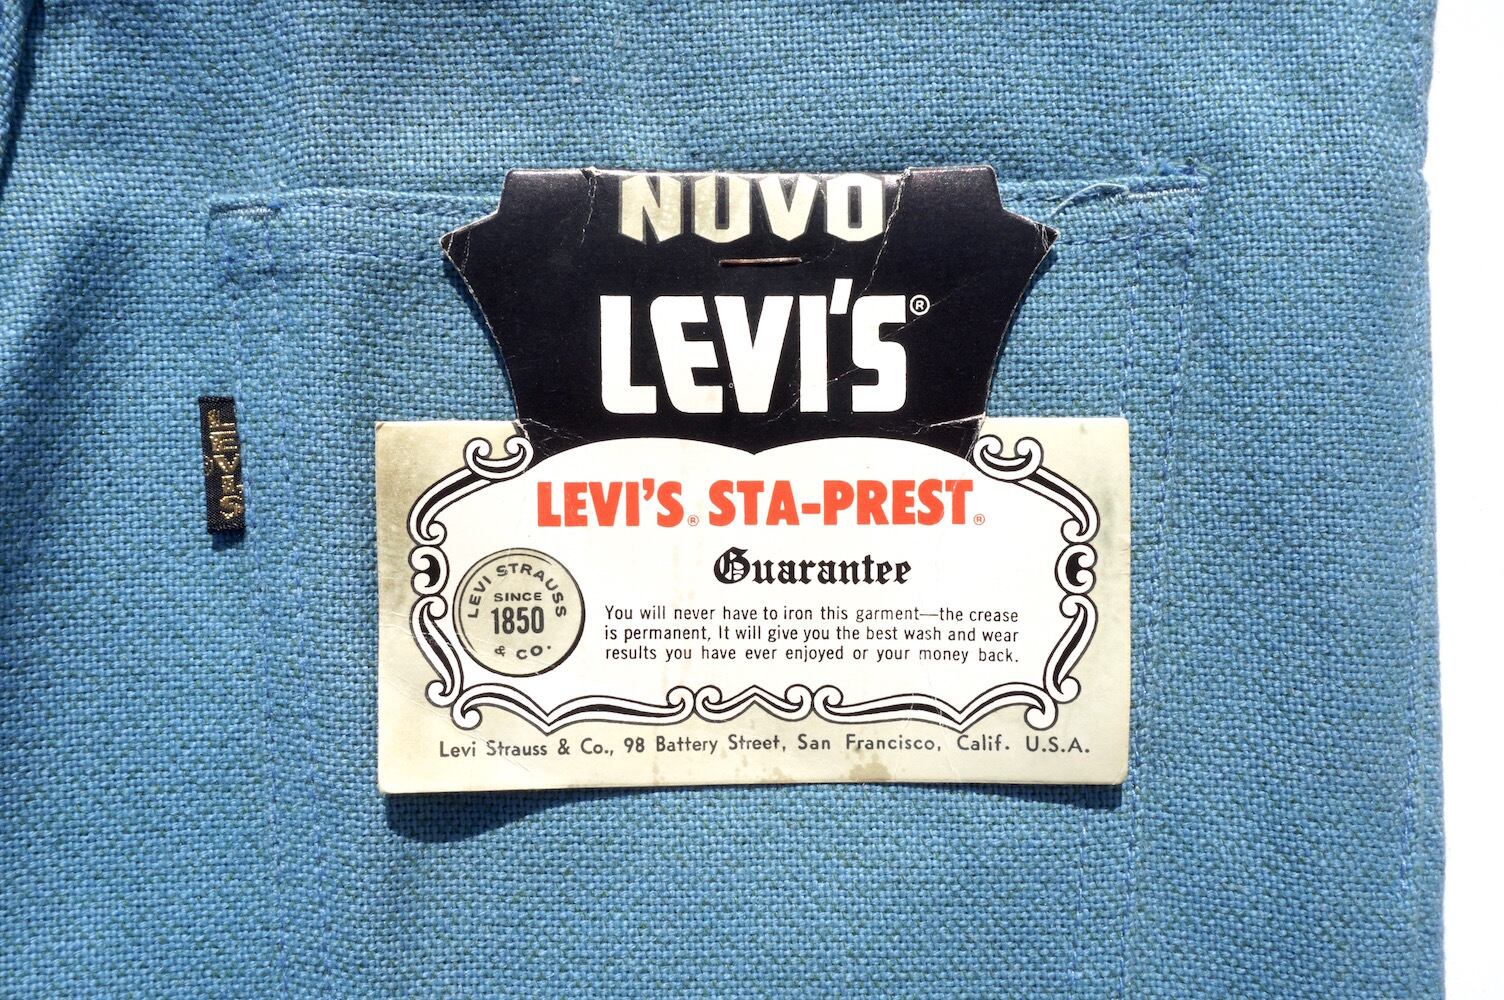 NUVO
LEVI'S®
LEVI'S
LEVI'S® STA-PREST®
Guarantee
LEVI STRAUSS
SINCE
1850
& CO.
You will never have to iron this garment—the crease
is permanent, It will give you the best wash and wear
results you have ever enjoyed or your money back.
Levi Strauss & Co., 98 Battery Street, San Francisco, Calif. U.S.A.